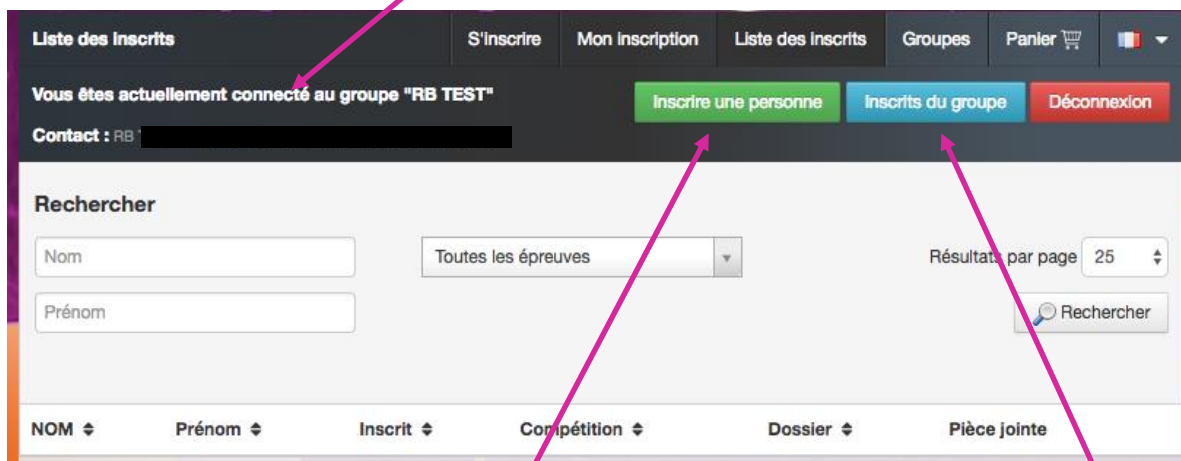 Liste des inscrits S'inscrire Mon inscription Liste des inscrits Groupes Panier
Vous êtes actuellement connecté au groupe "RB TEST" Inscrire une personne Inscrits du groupe Déconnexion
Contact : RB
Rechercher
Nom Toutes les épreuves Résultats par page 25
Prénom Rechercher
NOM Prénom Inscrit Compétition Dossier Pièce jointe